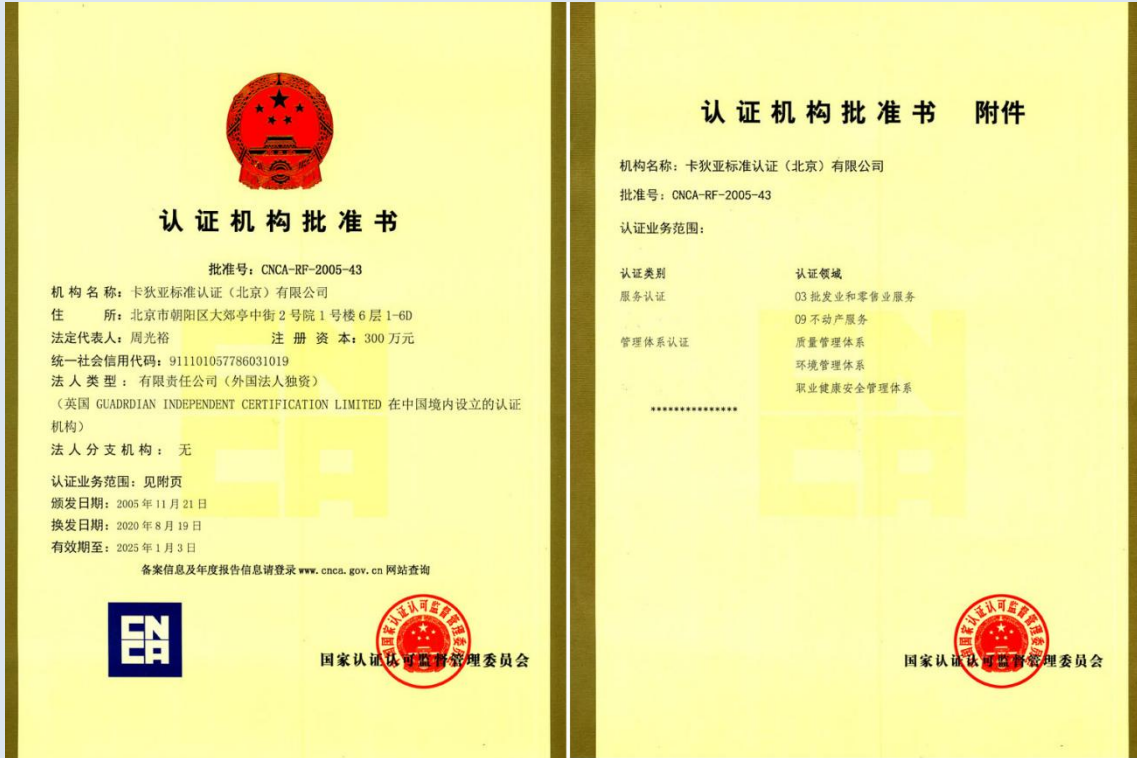 认证机构批准书
批准号：CNCA-RF-2005-43
机构名称：卡狄亚标准认证（北京）有限公司
住 所：北京市朝阳区大郊亭中街2号院1号楼6层1-6D
法定代表人：周光裕 注册资本：300万元
统一社会信用代码：911101057786031019
法人类型：有限责任公司（外国法人独资）
（英国 GUADRDIAN INDEPENDENT CERTIFICATION LIMITED 在中国境内设立的认证
机构）
法人分支机构：无
认证业务范围：见附页
颁发日期：2005年11月21日
换发日期：2020年8月19日
有效期至：2025年1月3日
备案信息及年度报告信息请登录www.cnca.gov.cn网站查询
CN
CA
国家认证认可监督管理委员会
认证机构批准书 附件
机构名称：卡狄亚标准认证（北京）有限公司
批准号：CNCA-RF-2005-43
认证业务范围：
认证类别 认证领域
服务认证 03批发业和零售业服务
09不动产服务
管理体系认证 质量管理体系
环境管理体系
职业健康安全管理体系
***************
国家认证认可监督管理委员会